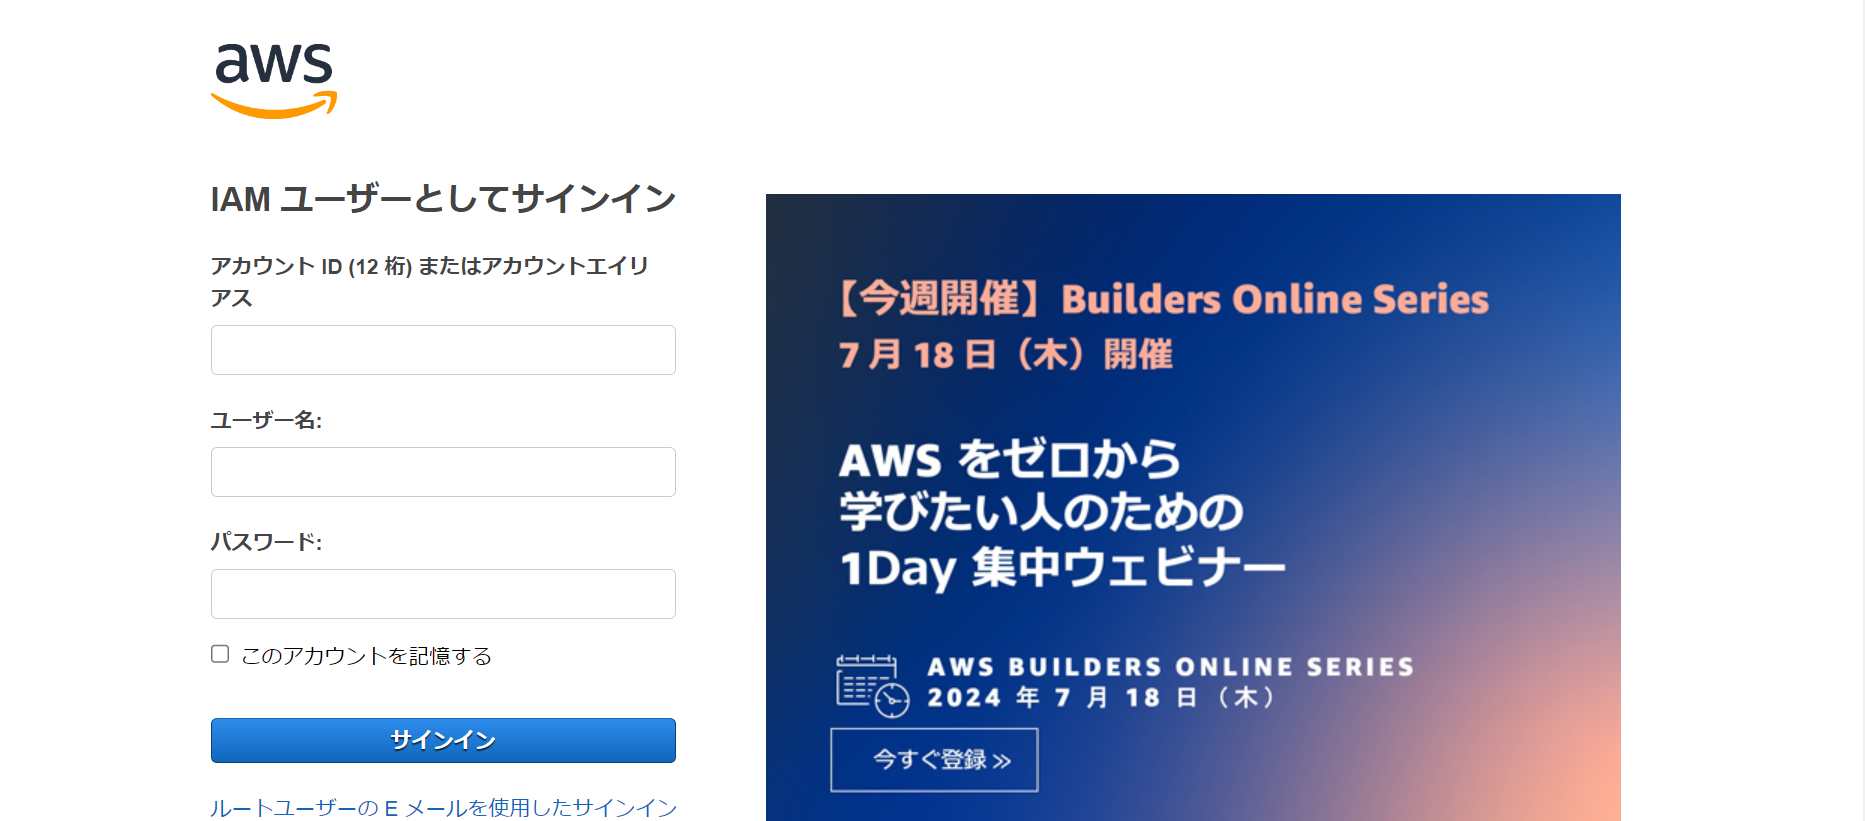 aws
IAM ユーザーとしてサインイン
アカウント ID (12 桁) またはアカウントエイリ
アス
ユーザー名:
パスワード:
このアカウントを記憶する
サインイン
ルートユーザーの E メールを使用したサインイン
【今週開催】Builders Online Series
7 月 18 日（木）開催
AWS をゼロから
学びたい人のための
1Day 集中ウェビナー
AWS BUILDERS ONLINE SERIES
2024 年 7 月 18 日（木）
今すぐ登録 ≫